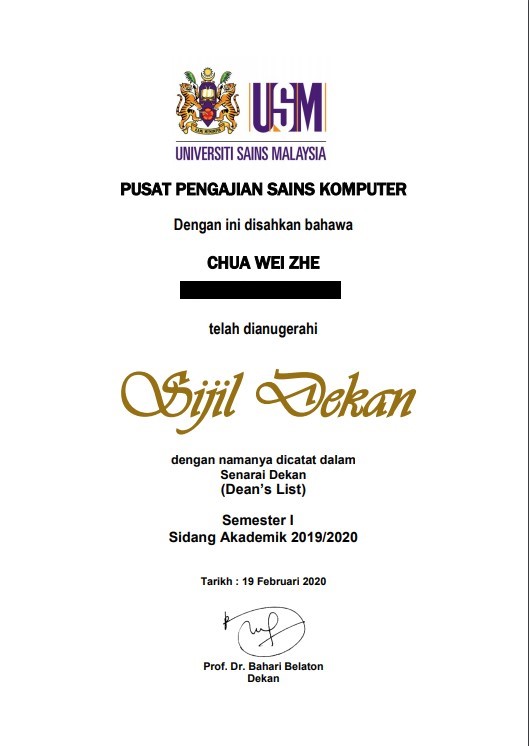 USM
UNIVERSITI SAINS MALAYSIA
PUSAT PENGAJIAN SAINS KOMPUTER
Dengan ini disahkan bahawa
CHUA WEI ZHE
telah dianugerahi
Sijil Dekan
dengan namanya dicatat dalam
Senarai Dekan
(Dean's List)
Semester I
Sidang Akademik 2019/2020
Tarikh : 19 Februari 2020
Prof. Dr. Bahari Belaton
Dekan